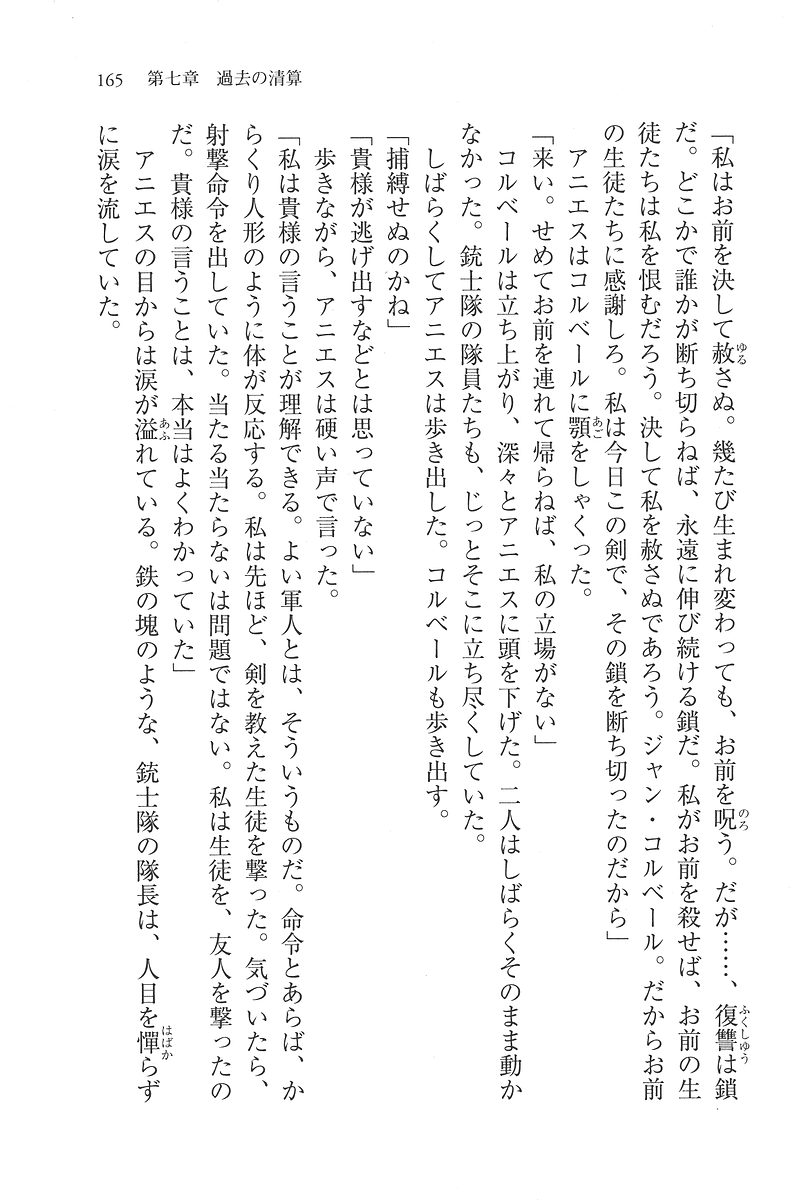 165　第七章　過去の清算
「私はお前を決して赦さぬ。幾たび生まれ変わっても、お前を呪う。だが……、復讐は鎖
だ。どこかで誰かが断ち切らねば、永遠に伸び続ける鎖だ。私がお前を殺せば、お前の生
徒たちは私を恨むだろう。決して私を赦さぬであろう。ジャン・コルベール。だからお前
の生徒たちに感謝しろ。私は今日この剣で、その鎖を断ち切ったのだから」
　アニエスはコルベールに顎をしゃくった。
「来い。せめてお前を連れて帰らねば、私の立場がない」
　コルベールは立ち上がり、深々とアニエスに頭を下げた。二人はしばらくそのまま動か
なかった。銃士隊の隊員たちも、じっとそこに立ち尽くしていた。
　しばらくしてアニエスは歩き出した。コルベールも歩き出す。
「捕縛せぬのかね」
「貴様が逃げ出すなどとは思っていない」
　歩きながら、アニエスは硬い声で言った。
「私は貴様の言うことが理解できる。よい軍人とは、そういうものだ。命令とあらば、か
らくり人形のように体が反応する。私は先ほど、剣を教えた生徒を撃った。気づいたら、
射撃命令を出していた。当たる当たらないは問題ではない。私は生徒を、友人を撃ったの
だ。貴様の言うことは、本当はよくわかっていた」
　アニエスの目からは涙が溢れている。鉄の塊のような、銃士隊の隊長は、人目を憚らず
に涙を流していた。
ゆる
のろ
ふくしゅう
あご
あふ
はばか